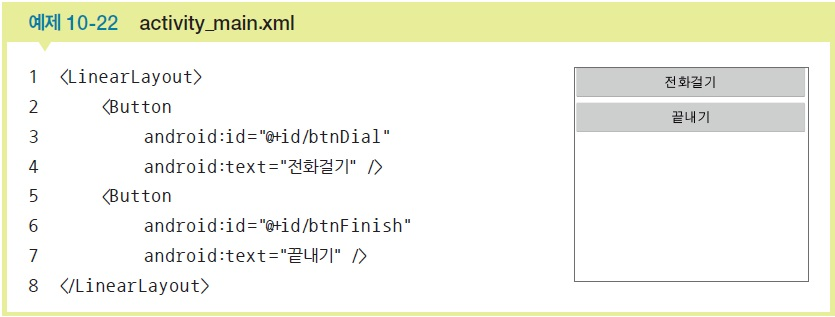 예제 10-22 activity_main.xml
1 <LinearLayout>
2 <Button
3 android:id="@+id/btnDial"
4 android:text="전화걸기" />
5 <Button
6 android:id="@+id/btnFinish"
7 android:text="끝내기" />
8 </LinearLayout>
전화걸기
끝내기